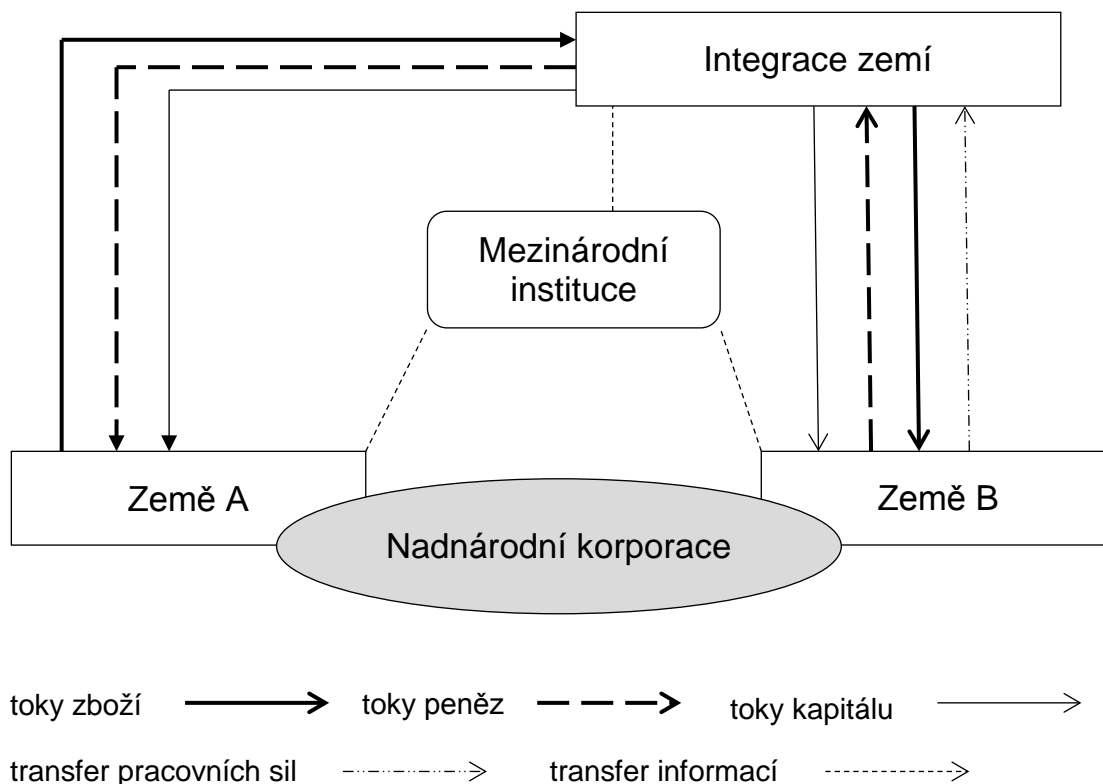 Integrace zemí
Mezinárodní
instituce
Země A
Země B
Nadnárodní korporace
toky zboží
toky peněz
toky kapitálu
transfer pracovních sil
transfer informací